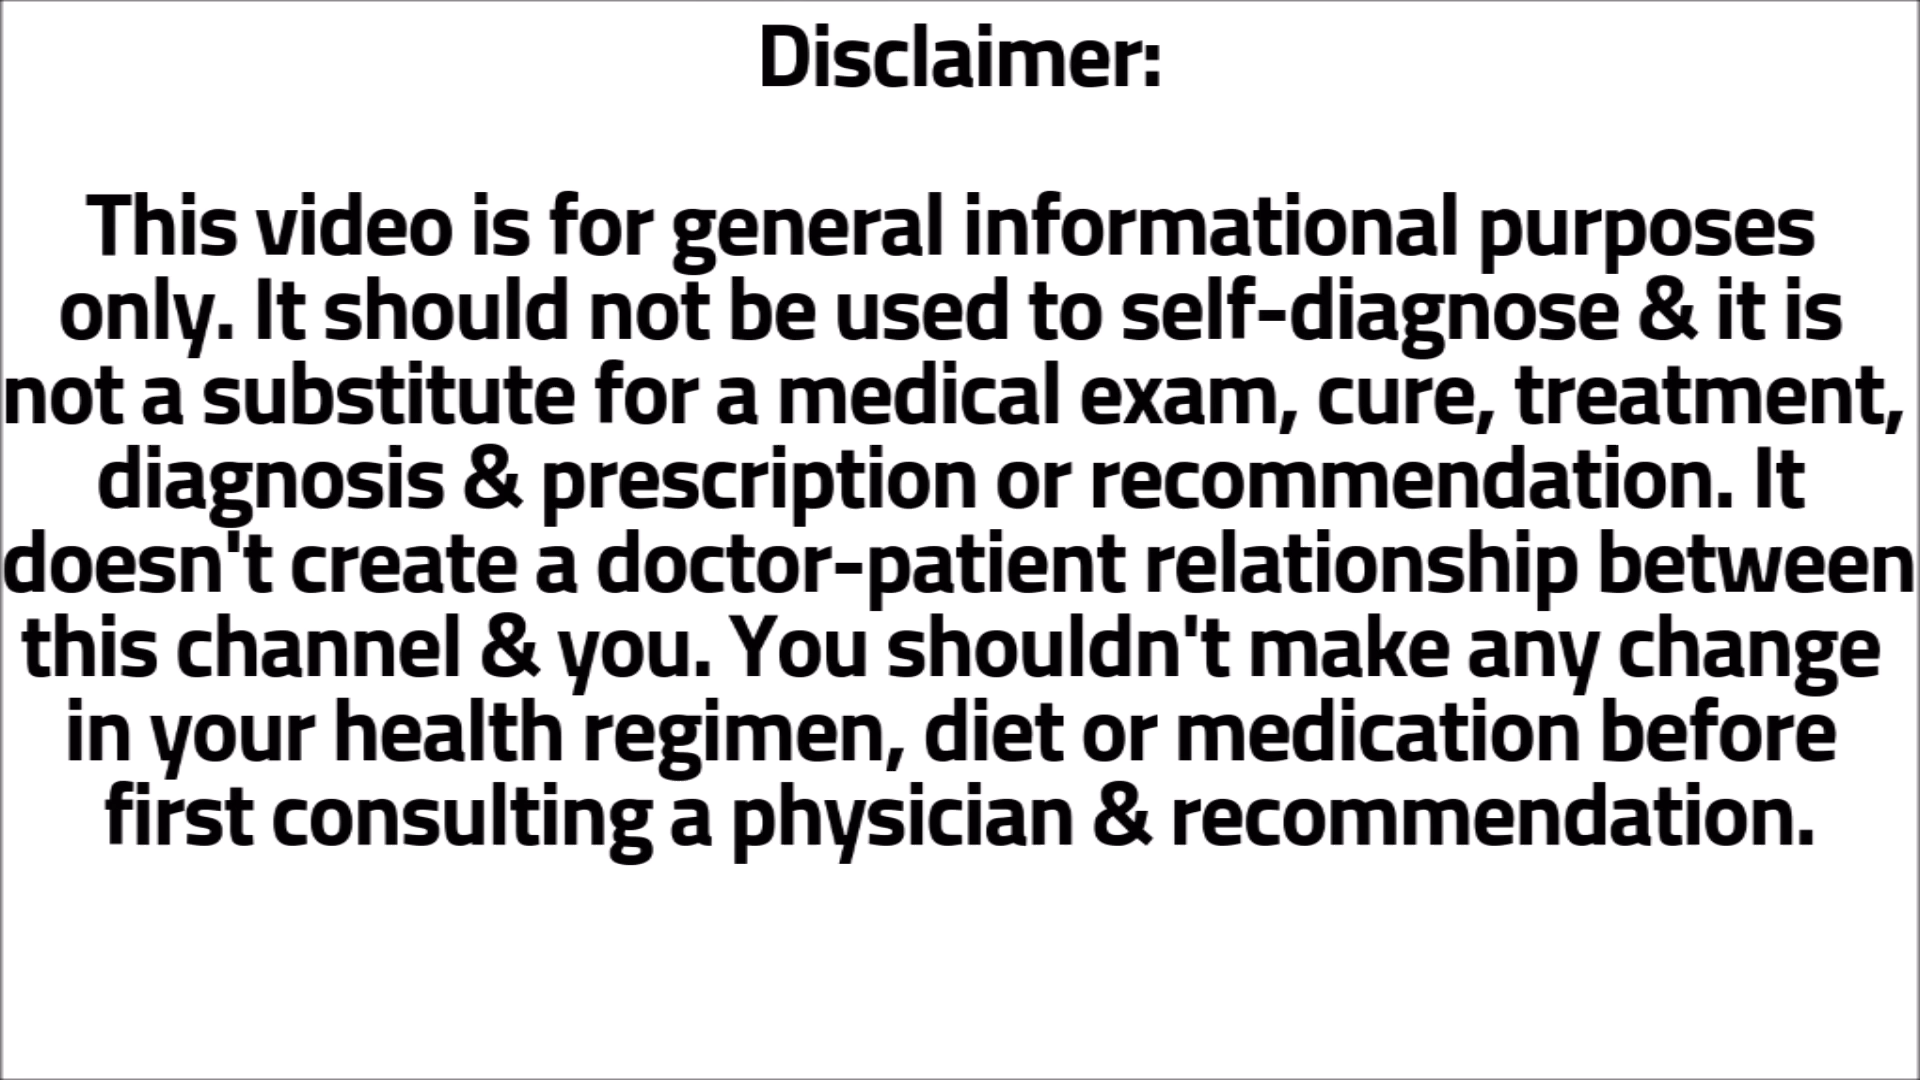 Disclaimer:
This video is for general informational purposes
only. It should not be used to self-diagnose & it is
not a substitute for a medical exam, cure, treatment,
diagnosis & prescription or recommendation. It
doesn't create a doctor-patient relationship between
this channel & you. You shouldn't make any change
in your health regimen, diet or medication before
first consulting a physician & recommendation.